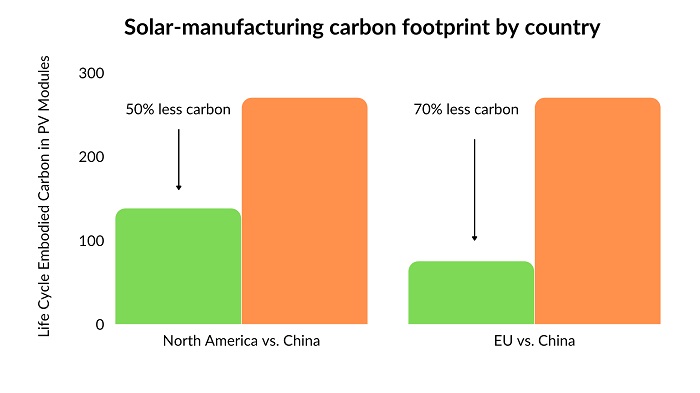 Solar-manufacturing carbon footprint by country
Life Cycle Embodied Carbon in PV Modules
300
200
100
0
50% less carbon
70% less carbon
North America vs. China
EU vs. China